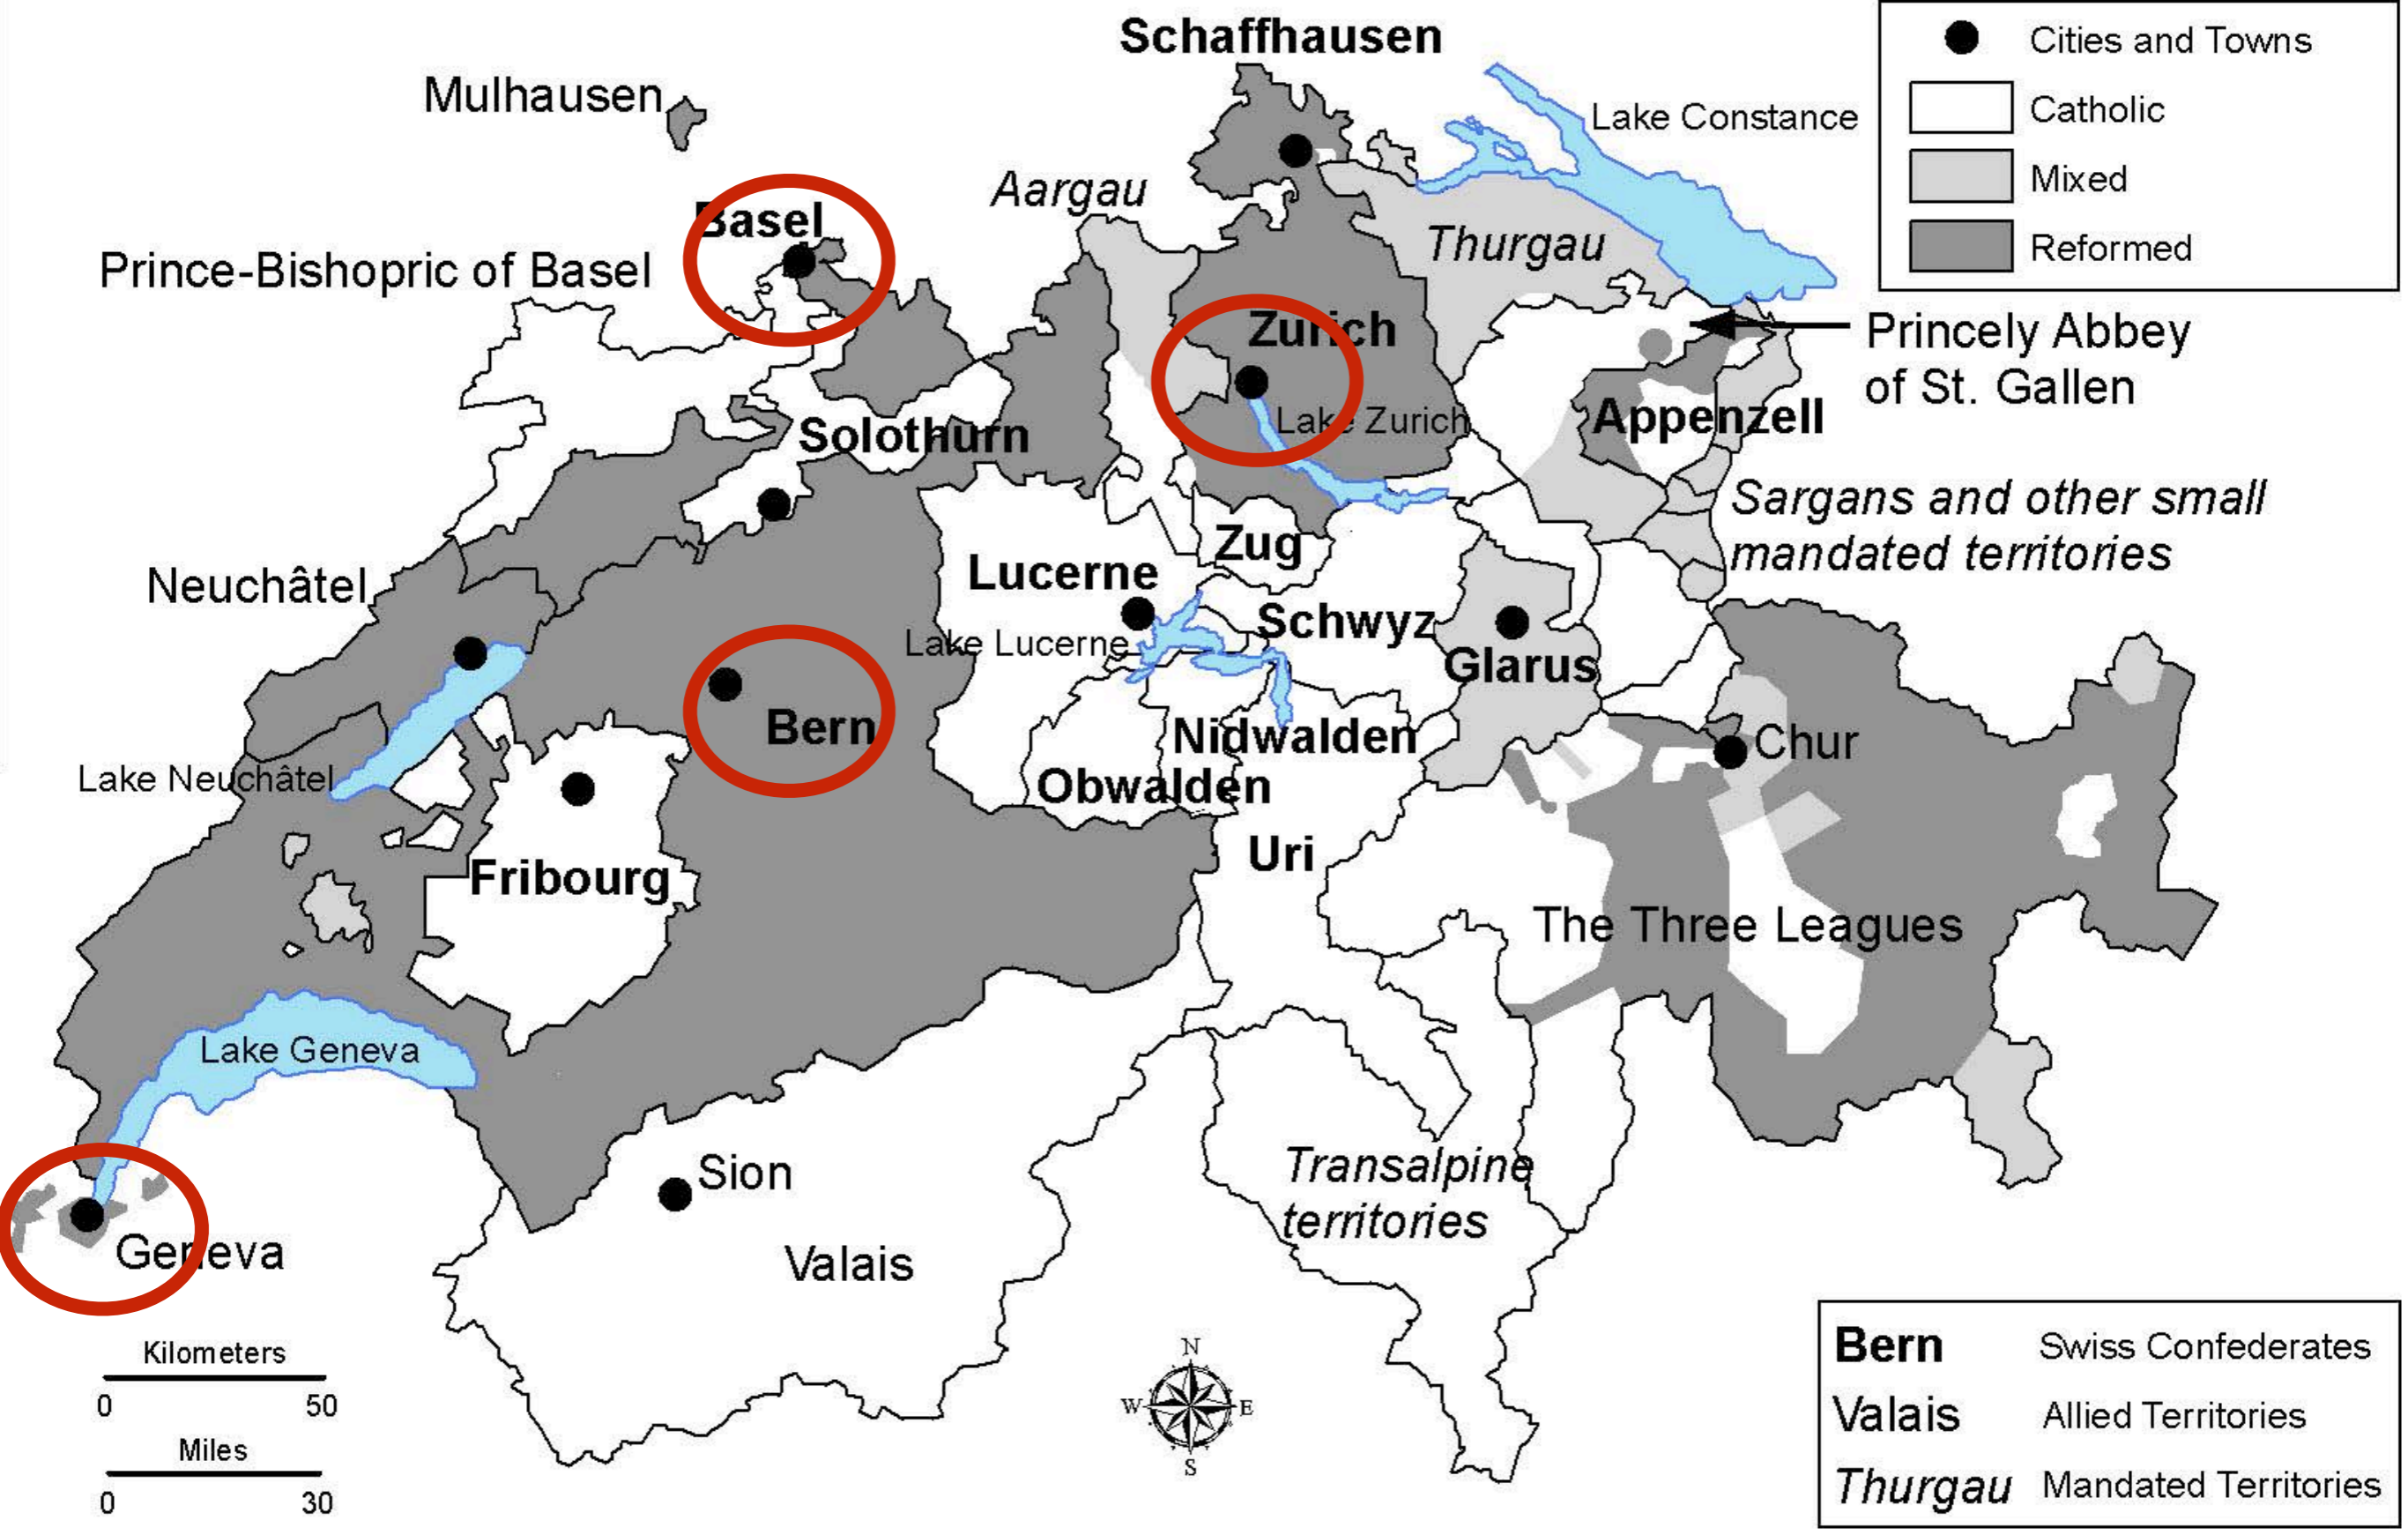 Schaffhausen
Mulhausen
Lake Constance
Aargau
Basel
Thurgau
Prince-Bishopric of Basel
Zurich
Princely Abbey
of St. Gallen
Lake Zurich
Appenzell
Solothurn
Sargans and other small
mandated territories
Zug
Lucerne
Neuchâtel
Schwyz
Lake Lucerne
Glarus
Bern
Nidwalden
Chur
Lake Neuchâtel
Obwalden
Uri
Fribourg
The Three Leagues
Lake Geneva
Sion
Transalpine
territories
Geneva
Valais
Cities and Towns
Catholic
Mixed
Reformed
Kilometers
0 50
Miles
0 30
N
W E
S
Bern Swiss Confederates
Valais Allied Territories
Thurgau Mandated Territories